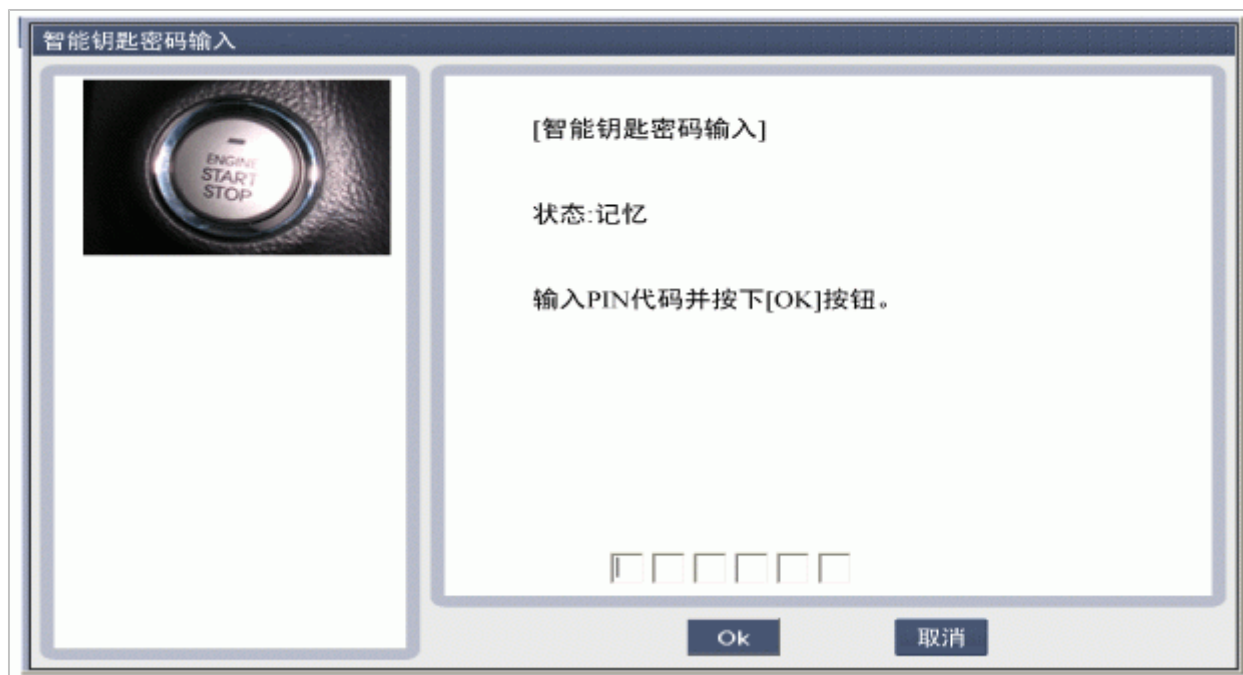 智能钥匙密码输入
ENGINE
START
STOP
[智能钥匙密码输入]
状态:记忆
输入PIN代码并按下[OK]按钮。
Ok
取消